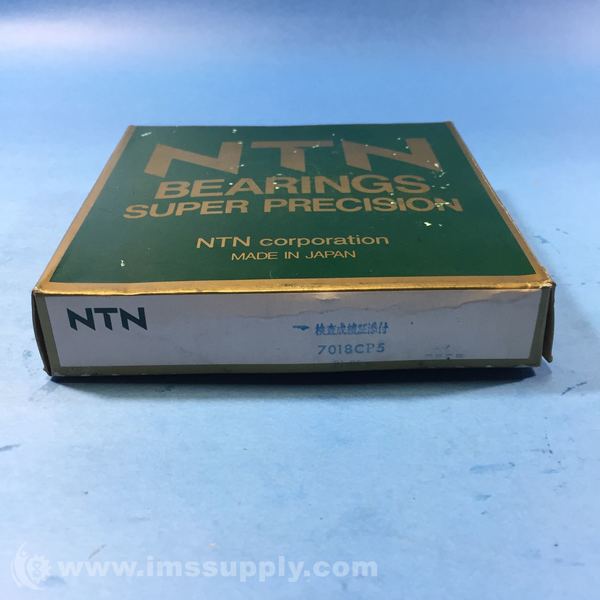 NTN
BEARINGS
SUPER PRECISION
NTN corporation
MADE IN JAPAN
NTN
検査成績証添付
7018CP5
www.imssupply.com